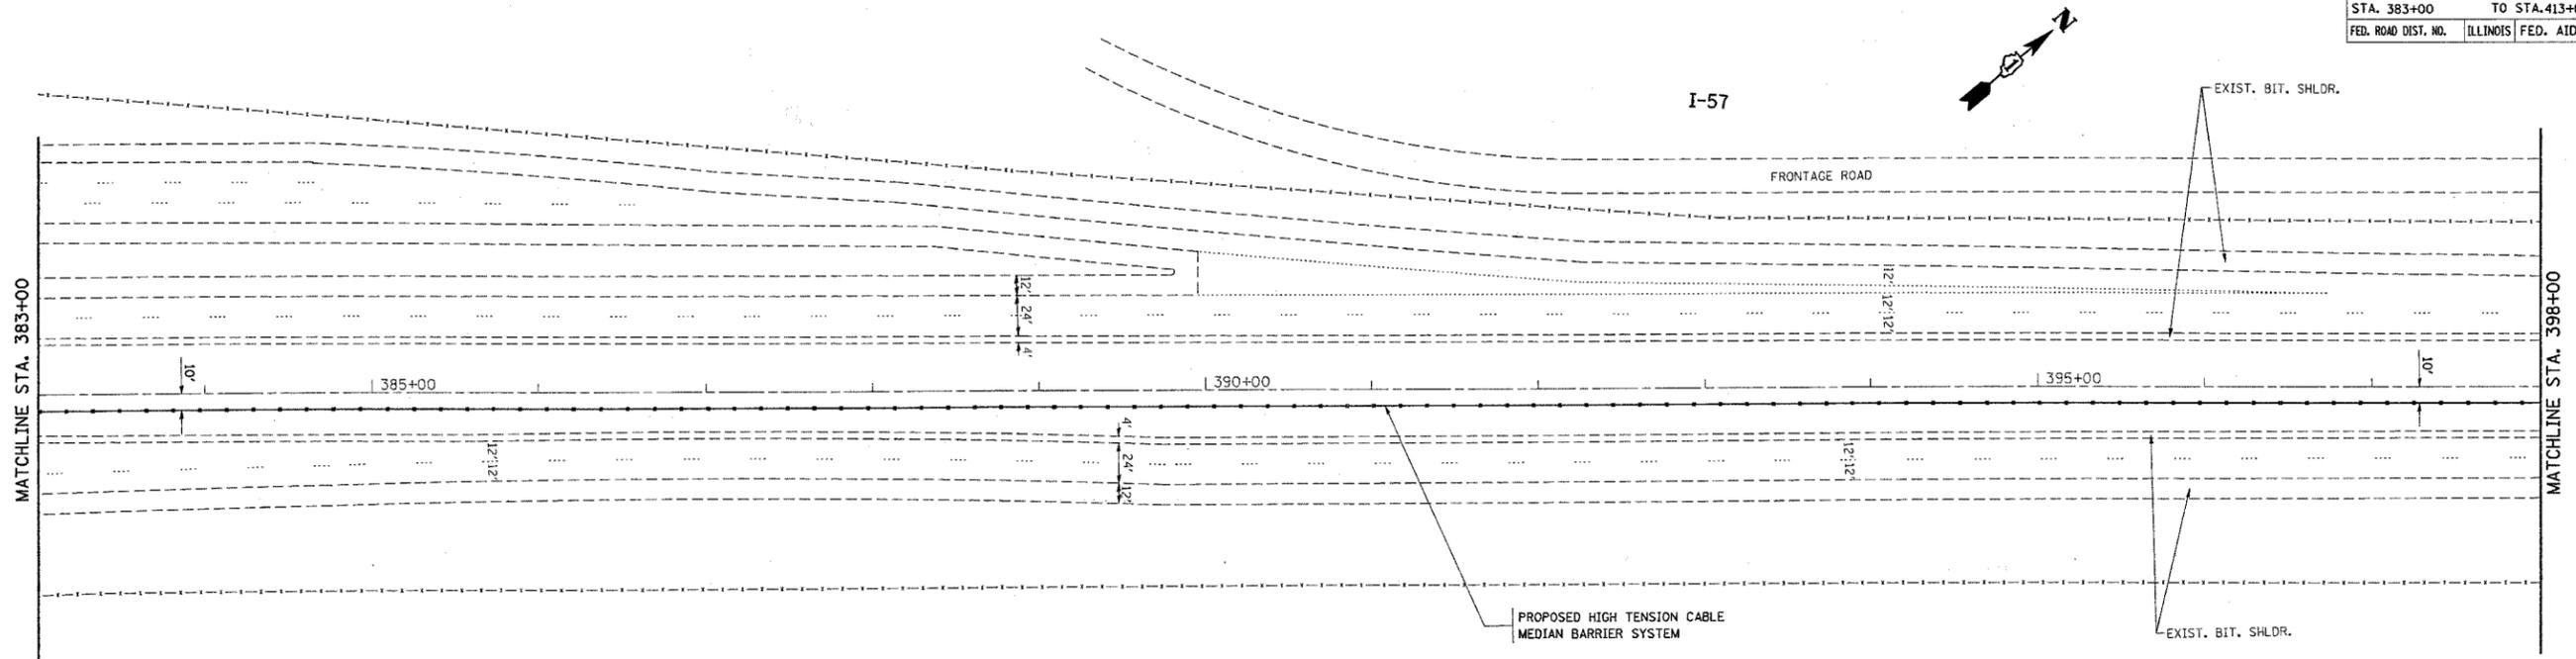 STA. 383+00 TO STA.413+
FED. ROAD DIST. NO. ILLINOIS FED. AID
N
1
I-57
EXIST. BIT. SHLDR.
FRONTAGE ROAD
MATCHLINE STA. 383+00
MATCHLINE STA. 398+00
12'
24'
4'
12'
12'
12'
10'
385+00
390+00
395+00
10'
4'
24'
12'
12'
12'
12'
12'
PROPOSED HIGH TENSION CABLE
MEDIAN BARRIER SYSTEM
EXIST. BIT. SHLDR.